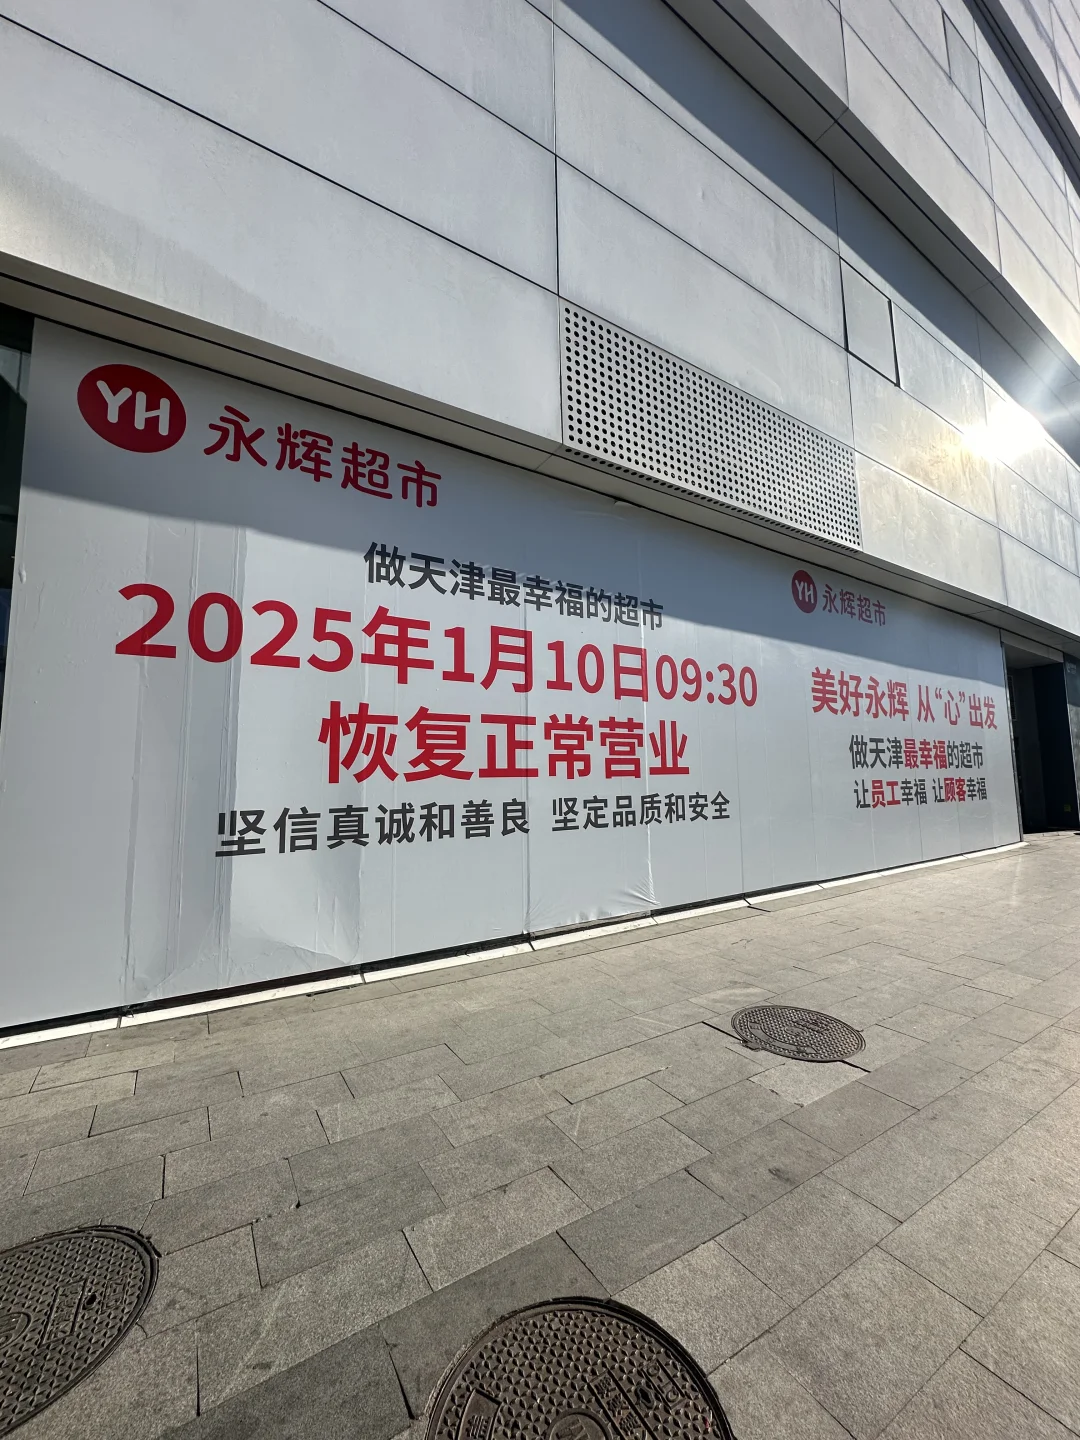 YH 永辉超市
做天津最幸福的超市
2025年1月10日09:30
恢复正常营业
坚信真诚和善良 坚定品质和安全
YH 永辉超市
美好永辉 从“心”出发
做天津最幸福的超市
让员工幸福 让顾客幸福